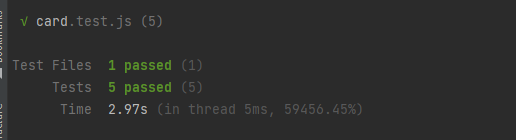 √ card.test.js (5)
Test Files 1 passed (1)
Tests 5 passed (5)
Time 2.97s (in thread 5ms, 59456.45%)